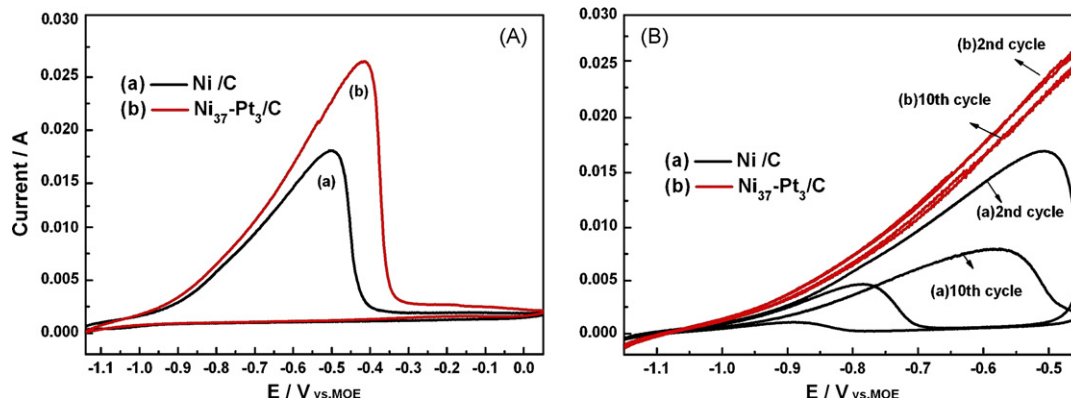 0.030
0.025
0.020
0.015
0.010
0.005
0.000
Current / A
(A)
(a) Ni /C
(b) Ni37-Pt3/C
(b)
(a)
-1.1 -1.0 -0.9 -0.8 -0.7 -0.6 -0.5 -0.4 -0.3 -0.2 -0.1 0.0
E / V vs.MOE
0.030
0.025
0.020
0.015
0.010
0.005
0.000
(B)
(b)2nd cycle
(b)10th cycle
(a) Ni /C
(b) Ni37-Pt3/C
(a)2nd cycle
(a)10th cycle
-1.1 -1.0 -0.9 -0.8 -0.7 -0.6 -0.5
E / V vs.MOE